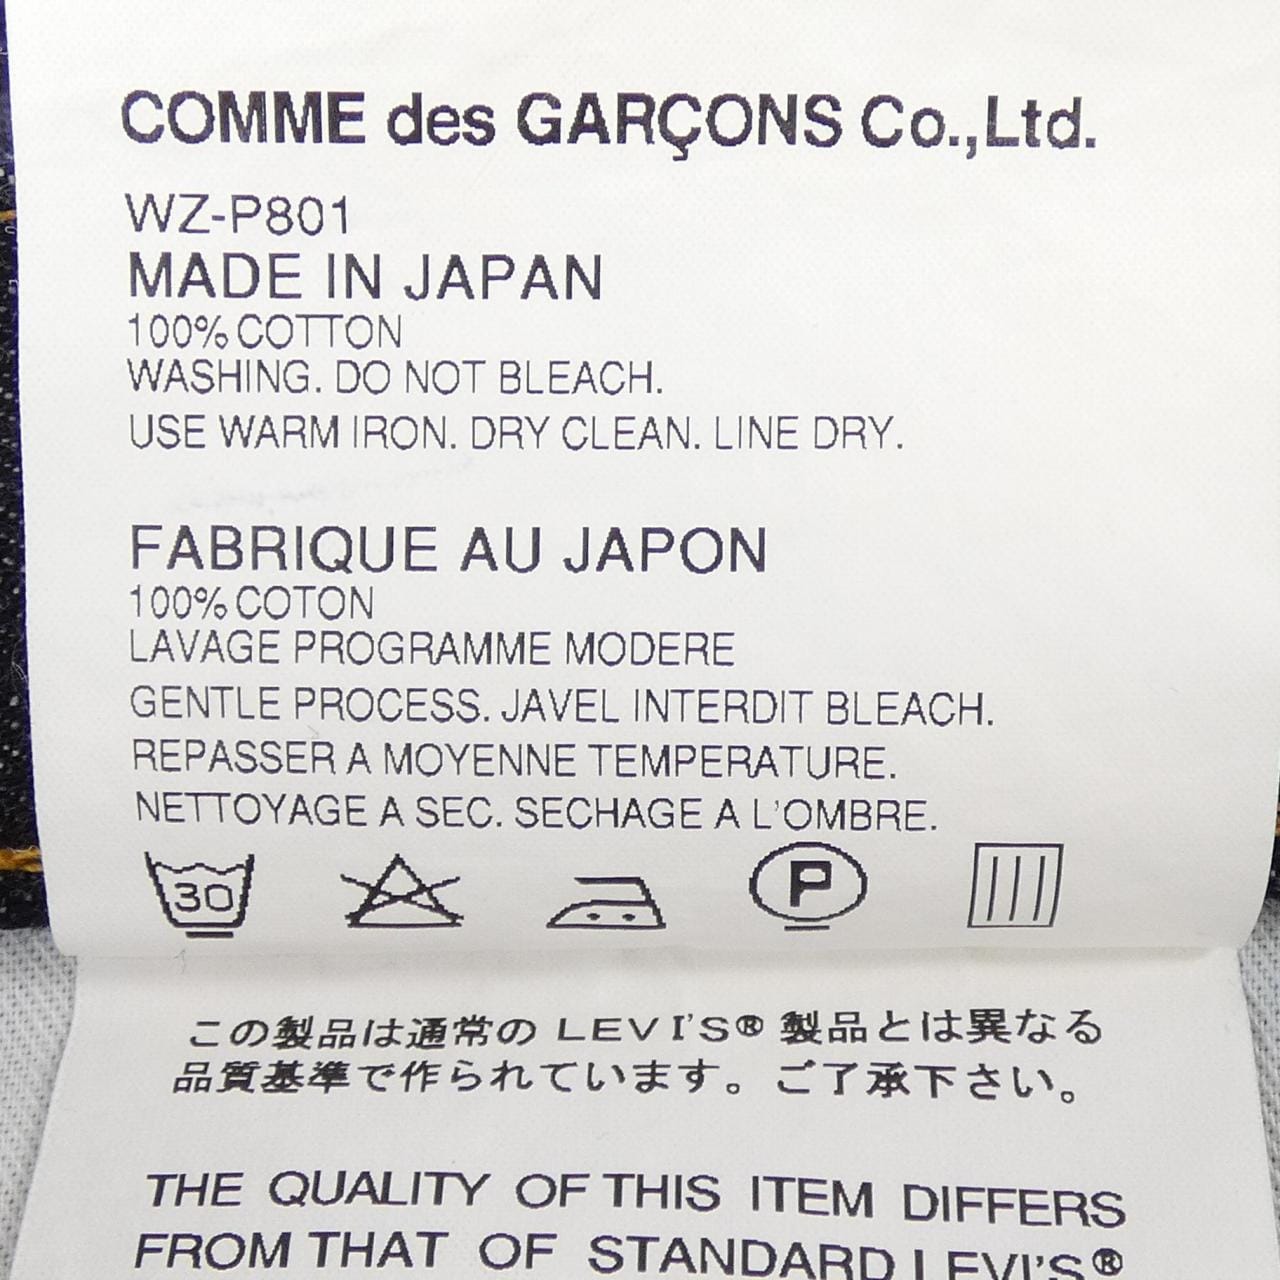 COMME des GARÇONS Co.,Ltd.
WZ-P801
MADE IN JAPAN
100% COTTON
WASHING. DO NOT BLEACH.
USE WARM IRON. DRY CLEAN. LINE DRY.
FABRIQUE AU JAPON
100% COTON
LAVAGE PROGRAMME MODERE
GENTLE PROCESS. JAVEL INTERDIT BLEACH.
REPASSER A MOYENNE TEMPERATURE.
NETTOYAGE A SEC. SECHAGE A L'OMBRE.
30 P
この製品は通常の LEVI'S® 製品とは異なる
品質基準で作られています。ご了承下さい。
THE QUALITY OF THIS ITEM DIFFERS
FROM THAT OF STANDARD LEVI'S®